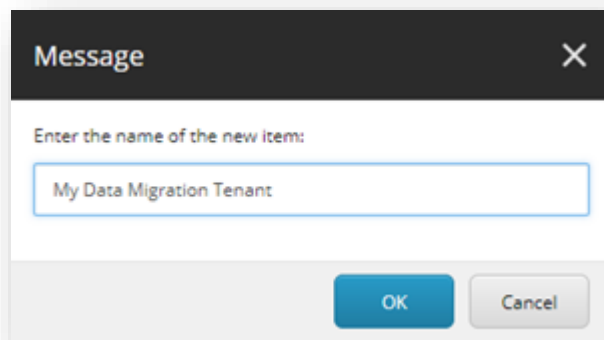 Message
Enter the name of the new item:
My Data Migration Tenant
OK Cancel